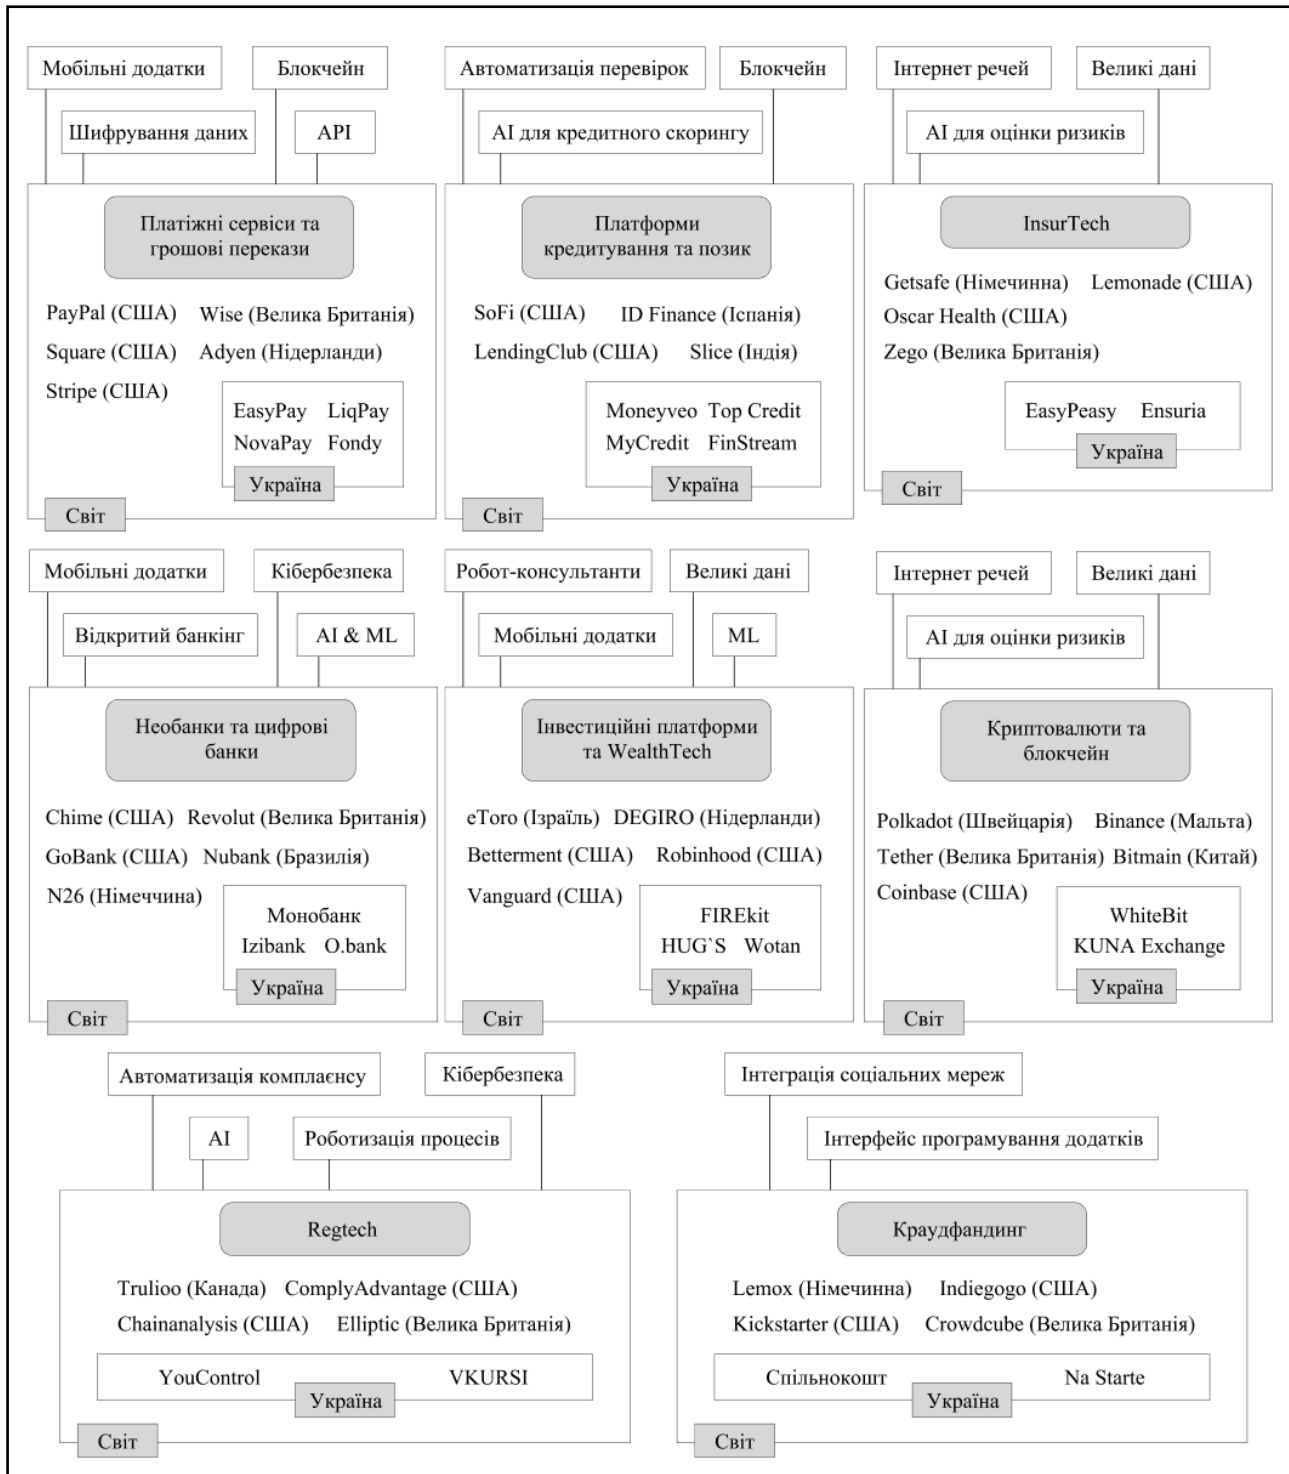 Мобільні додатки
Блокчейн
Шифрування даних
API
Платіжні сервіси та
грошові перекази
PayPal (США) Wise (Велика Британія)
Square (США) Adyen (Нідерланди)
Stripe (США)
EasyPay LiqPay
NovaPay Fondy
Україна
Світ
Автоматизація перевірок
Блокчейн
AI для кредитного скорингу
Платформи
кредитування та позик
SoFi (США) ID Finance (Іспанія)
LendingClub (США) Slice (Індія)
Moneyveo Top Credit
MyCredit FinStream
Україна
Світ
Інтернет речей
Великі дані
AI для оцінки ризиків
InsurTech
Getsafe (Німечинна) Lemonade (США)
Oscar Health (США)
Zego (Велика Британія)
EasyPeasy Ensuria
Україна
Світ
Мобільні додатки
Кібербезпека
Відкритий банкінг
AI & ML
Необанки та цифрові
банки
Chime (США) Revolut (Велика Британія)
GoBank (США) Nubank (Бразилія)
N26 (Німеччина)
Монобанк
Izibank O.bank
Україна
Світ
Робот-консультанти
Великі дані
Мобільні додатки
ML
Інвестиційні платформи
та WealthTech
eToro (Ізраїль) DEGIRO (Нідерланди)
Betterment (США) Robinhood (США)
Vanguard (США)
FIREkit
HUG`S Wotan
Україна
Світ
Інтернет речей
Великі дані
AI для оцінки ризиків
Криптовалюти та
блокчейн
Polkadot (Швейцарія) Binance (Мальта)
Tether (Велика Британія) Bitmain (Китай)
Coinbase (США)
WhiteBit
KUNA Exchange
Україна
Світ
Автоматизація комплаєнсу
Кібербезпека
AI
Роботизація процесів
Regtech
Trulioo (Канада) ComplyAdvantage (США)
Chainanalysis (США) Elliptic (Велика Британія)
YouControl VKURSI
Україна
Світ
Інтеграція соціальних мереж
Інтерфейс програмування додатків
Краудфандинг
Lemox (Німечинна) Indiegogo (США)
Kickstarter (США) Crowdcube (Велика Британія)
Спільнокошт Na Starte
Україна
Світ